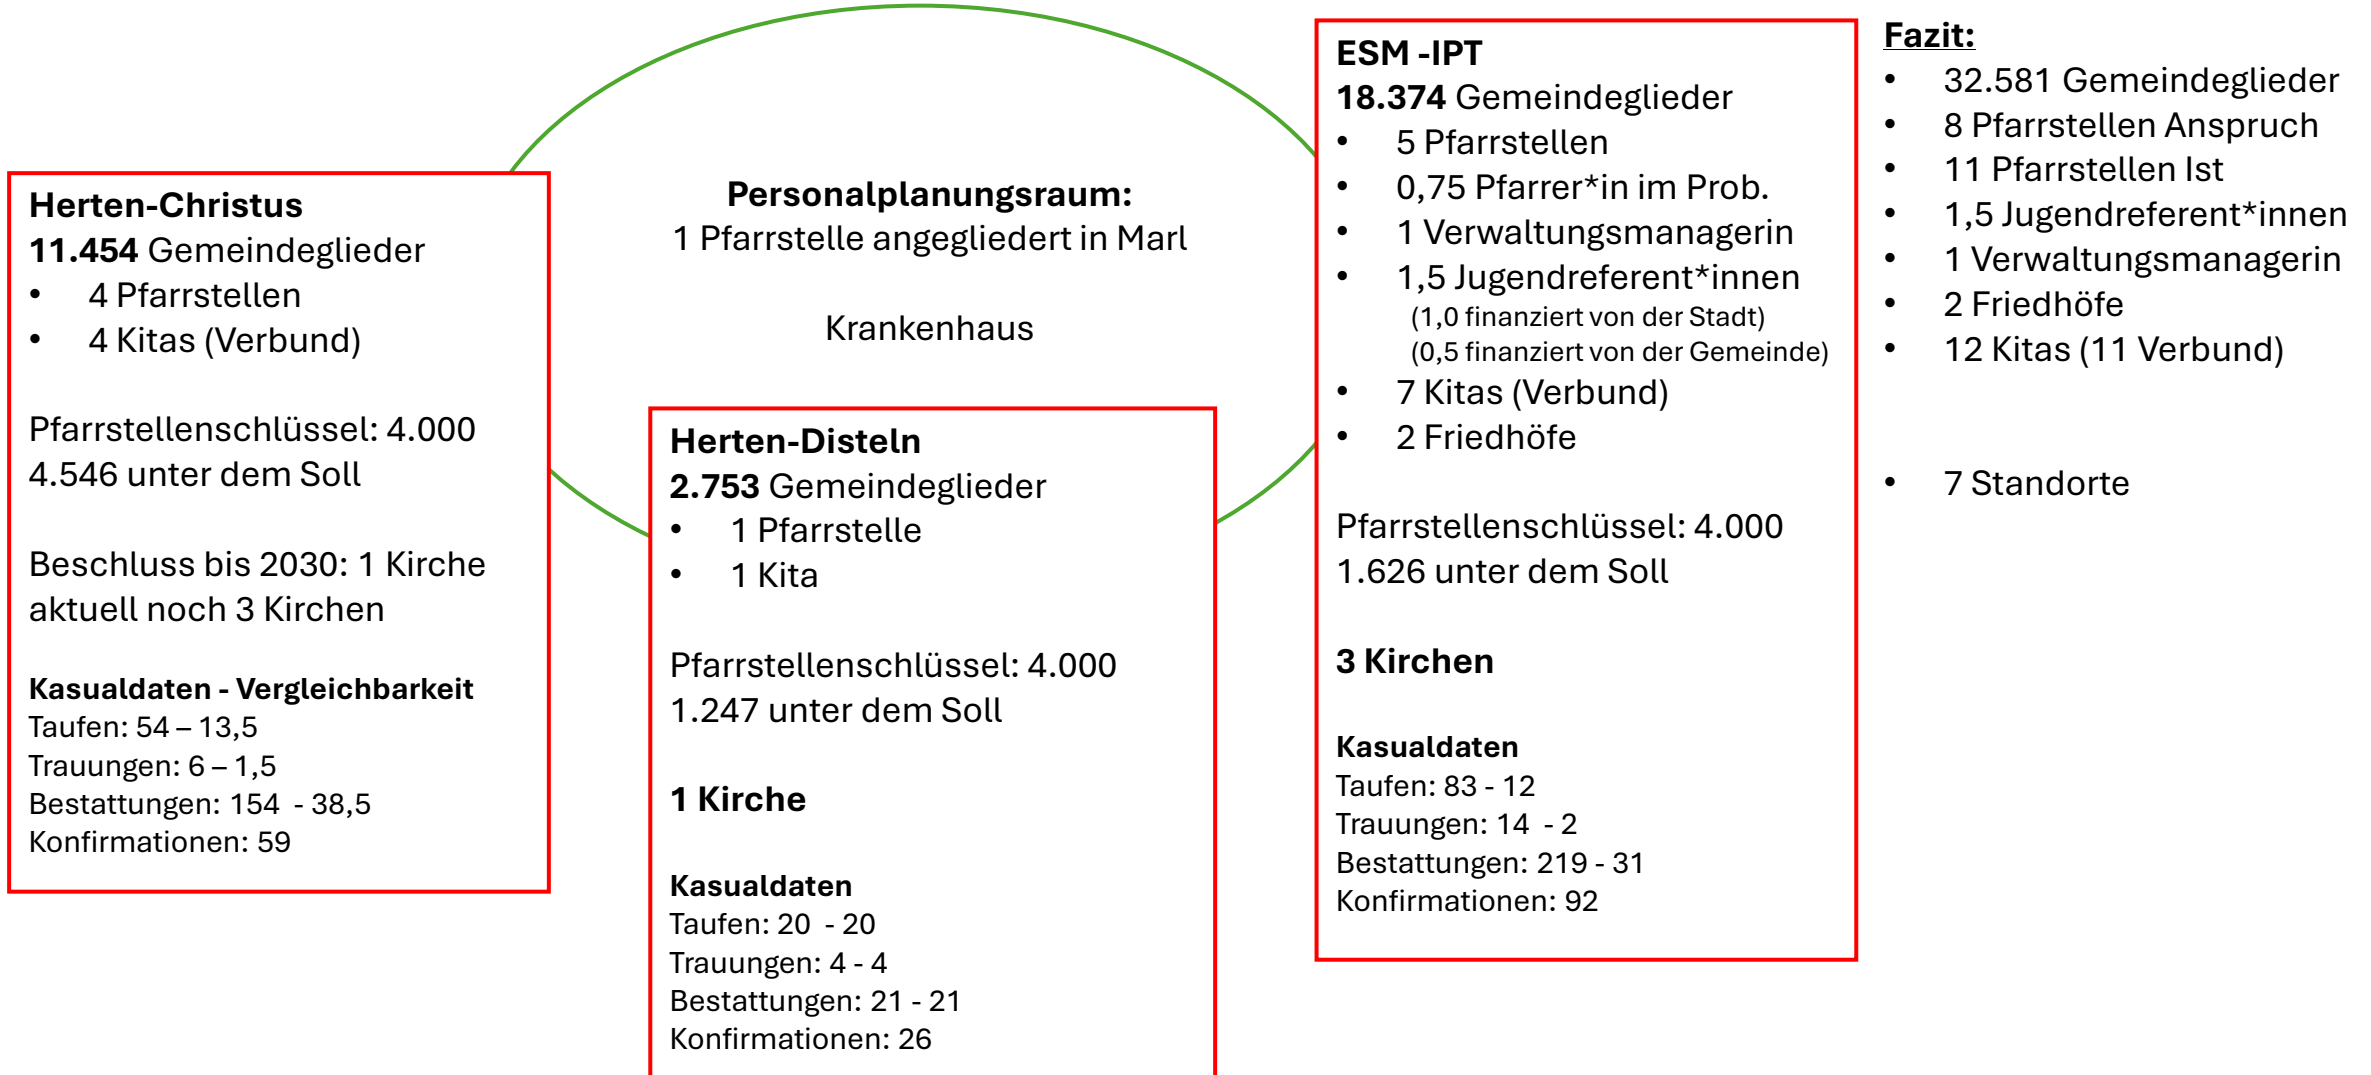 Herten-Christus
11.454 Gemeindeglieder
• 4 Pfarrstellen
• 4 Kitas (Verbund)
Pfarrstellenschlüssel: 4.000
4.546 unter dem Soll
Beschluss bis 2030: 1 Kirche
aktuell noch 3 Kirchen
Kasualdaten - Vergleichbarkeit
Taufen: 54 – 13,5
Trauungen: 6 – 1,5
Bestattungen: 154 - 38,5
Konfirmationen: 59
Personalplanungsraum:
1 Pfarrstelle angegliedert in Marl
Krankenhaus
Herten-Disteln
2.753 Gemeindeglieder
• 1 Pfarrstelle
• 1 Kita
Pfarrstellenschlüssel: 4.000
1.247 unter dem Soll
1 Kirche
Kasualdaten
Taufen: 20 - 20
Trauungen: 4 - 4
Bestattungen: 21 - 21
Konfirmationen: 26
ESM -IPT
18.374 Gemeindeglieder
• 5 Pfarrstellen
• 0,75 Pfarrer*in im Prob.
• 1 Verwaltungsmanagerin
• 1,5 Jugendreferent*innen
(1,0 finanziert von der Stadt)
(0,5 finanziert von der Gemeinde)
• 7 Kitas (Verbund)
• 2 Friedhöfe
Pfarrstellenschlüssel: 4.000
1.626 unter dem Soll
3 Kirchen
Kasualdaten
Taufen: 83 - 12
Trauungen: 14 - 2
Bestattungen: 219 - 31
Konfirmationen: 92
Fazit:
• 32.581 Gemeindeglieder
• 8 Pfarrstellen Anspruch
• 11 Pfarrstellen Ist
• 1,5 Jugendreferent*innen
• 1 Verwaltungsmanagerin
• 2 Friedhöfe
• 12 Kitas (11 Verbund)
• 7 Standorte